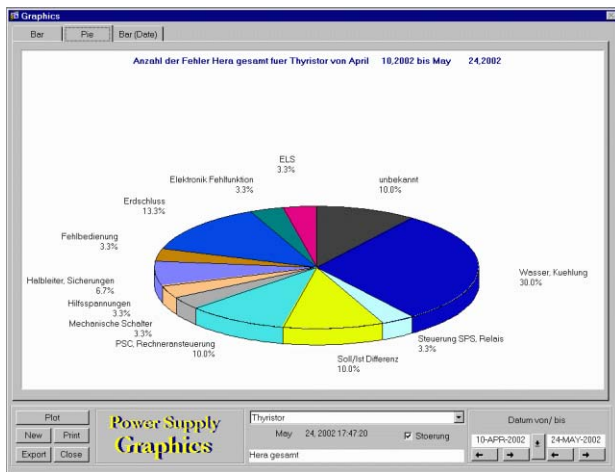 Graphics
Bar Pie Bar (Date)
Anzahl der Fehler Hera gesamt fuer Thyristor von April 10,2002 bis May 24,2002
ELS
3.3%
Elektronik Fehlfunktion
3.3%
unbekannt
10.0%
Erdschluss
13.3%
Fehlbedienung
3.3%
Wasser, Kuehlung
30.0%
Halbleiter, Sicherungen
6.7%
Hilfsspannungen
3.3%
Mechanische Schalter
3.3%
PSC, Rechneransteuerung
10.0%
Steuerung SPS, Relais
3.3%
Soll/Ist Differenz
10.0%
Plot
New Print
Export Close
Power Supply
Graphics
Thyristor
May 24, 2002 17:47:20
Stoerung
Hera gesamt
Datum von/ bis
10-APR-2002 24-MAY-2002